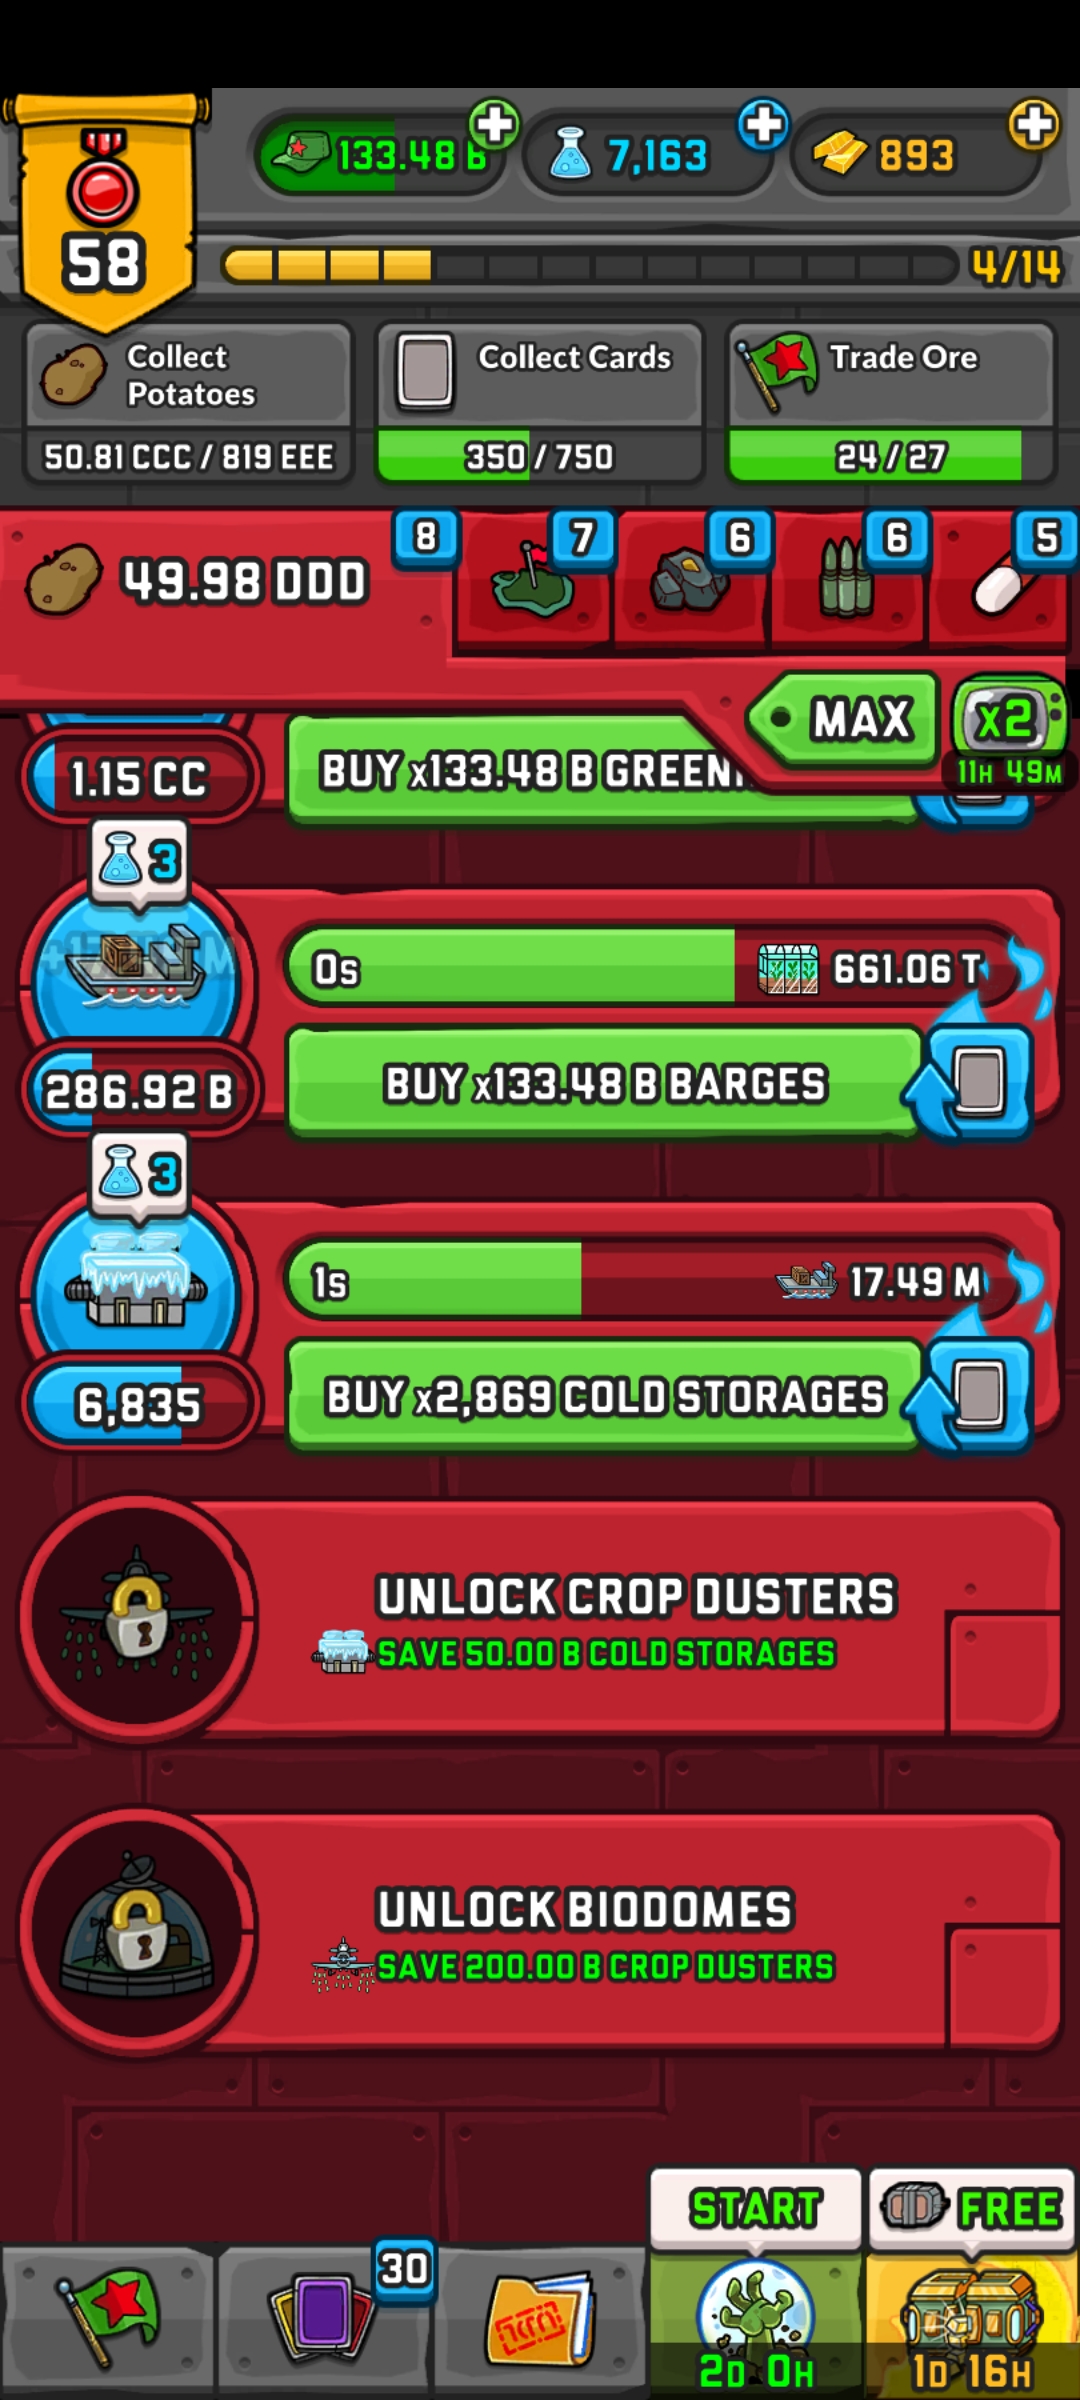 58
133.48 B
7,163
893
4/14
Collect
Potatoes
50.81 CCC / 819 EEE
Collect Cards
350 / 750
Trade Ore
24 / 27
49.98 DDD
8
7
6
6
5
MAX
x2
11H 49M
1.15 CC
BUY x133.48 B GREEN
3
0s
661.06 T
286.92 B
BUY x133.48 B BARGES
3
1s
17.49 M
6,835
BUY x2,869 COLD STORAGES
UNLOCK CROP DUSTERS
SAVE 50.00 B COLD STORAGES
UNLOCK BIODOMES
SAVE 200.00 B CROP DUSTERS
START
FREE
30
2D 0H
1D 16H